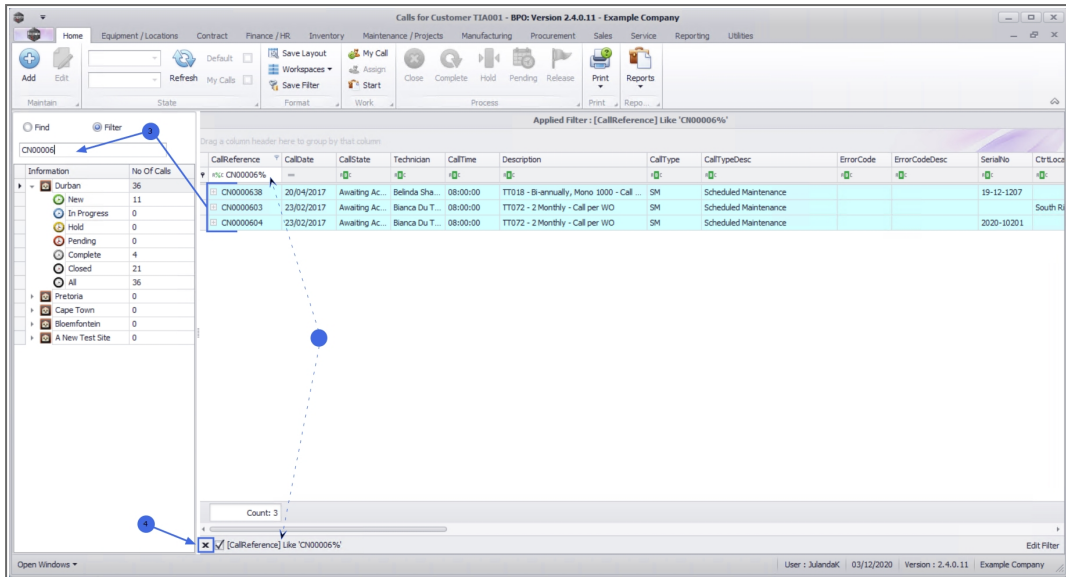 Calls for Customer TIA001 - BPO: Version 2.4.0.11 - Example Company
Home Equipment / Locations Contract Finance / HR Inventory Maintenance / Projects Manufacturing Procurement Sales Service Reporting Utilities
Add Edit Refresh Default My Calls Save Layout Workspaces Save Filter My Call Assign Start Close Complete Hold Pending Release Print Reports
Maintain State Format Work Process Print Repo...
Find Filter
3
CN00006
Applied Filter : [CallReference] Like 'CN00006%'
Drag a column header here to group by that column
Information No Of Calls
Durban 36
New 11
In Progress 0
Hold 0
Pending 0
Complete 4
Closed 21
All 36
Pretoria 0
Cape Town 0
Bloemfontein 0
A New Test Site 0
CallReference CallDate CallState Technician CallTime Description CallType CallTypeDesc ErrorCode ErrorCodeDesc SerialNo CtrtLoca
CN00006%
CN0000638 20/04/2017 Awaiting Ac... Belinda Sha... 08:00:00 TT018 - Bi-annually, Mono 1000 - Call ... SM Scheduled Maintenance 19-12-1207
CN0000603 23/02/2017 Awaiting Ac... Bianca Du T... 08:00:00 TT072 - 2 Monthly - Call per WO SM Scheduled Maintenance South Ri
CN0000604 23/02/2017 Awaiting Ac... Bianca Du T... 08:00:00 TT072 - 2 Monthly - Call per WO SM Scheduled Maintenance 2020-10201
Count: 3
4
[CallReference] Like 'CN00006%'
Edit Filter
Open Windows
User : JulandaK 03/12/2020 Version : 2.4.0.11 Example Company